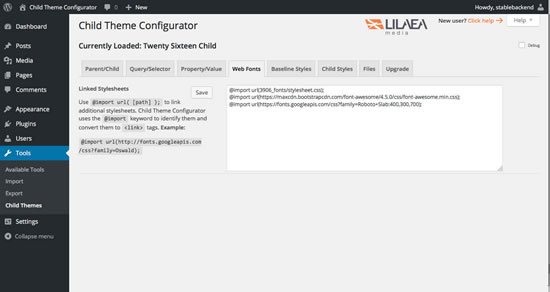 Child Theme Configurator
0
New
Howdy, stablebackend
Dashboard
Posts
Media
Pages
Comments
Appearance
Plugins
Users
Tools
Available Tools
Import
Export
Child Themes
Settings
Collapse menu
Child Theme Configurator
LILAEA
media
New user? Click help
Help
Currently Loaded: Twenty Sixteen Child
Debug
Parent/Child
Query/Selector
Property/Value
Web Fonts
Baseline Styles
Child Styles
Files
Upgrade
Linked Stylesheets
Save
Use @import url( [path] ); to link
additional stylesheets. Child Theme Configurator
uses the @import keyword to identify them and
convert them to <link> tags. Example:
@import url(http://fonts.googleapis.com
/css?family=Oswald);
@import url(3906_fonts/stylesheet.css);
@import url(https://maxcdn.bootstrapcdn.com/font-awesome/4.5.0/css/font-awesome.min.css);
@import url(https://fonts.googleapis.com/css?family=Roboto+Slab:400,300,700);